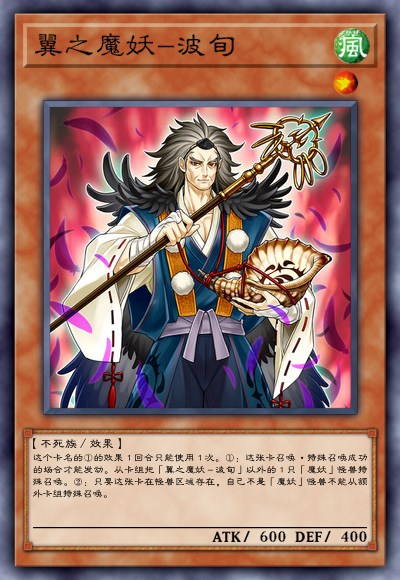 翼之魔妖-波旬
風
【不死族/效果】
这个卡名的①的效果1回合只能使用1次。①：这张卡召唤·特殊召唤成功
的场合才能发动。从卡组把「翼之魔妖-波旬」以外的1只「魔妖」怪兽特
殊召唤。②：只要这张卡在怪兽区域存在，自己不是「魔妖」怪兽不能从额
外卡组特殊召唤。
ATK/ 600 DEF/ 400